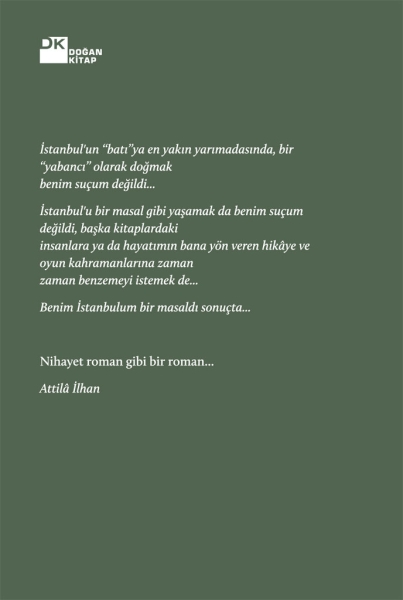 DK
DOĞAN
KİTAP
İstanbul'un “batı”ya en yakın yarımadasında, bir
“yabancı” olarak doğmak
benim suçum değildi...
İstanbul'u bir masal gibi yaşamak da benim suçum
değildi, başka kitaplardaki
insanlara ya da hayatımın bana yön veren hikâye ve
oyun kahramanlarına zaman
zaman benzemeyi istemek de...
Benim İstanbulum bir masaldı sonuçta...
Nihayet roman gibi bir roman...
Attilâ İlhan